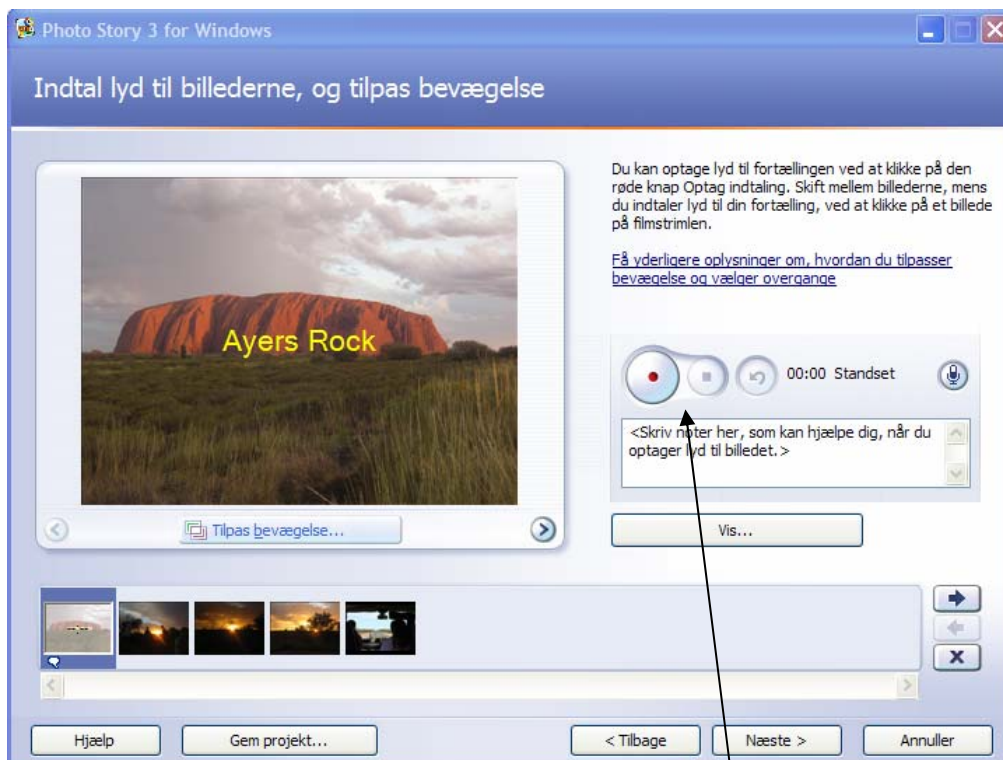 Photo Story 3 for Windows
Indtal lyd til billederne, og tilpas bevægelse
Du kan optage lyd til fortællingen ved at klikke på den
røde knap Optag indtaling. Skift mellem billederne, mens
du indtaler lyd til din fortælling, ved at klikke på et billede
på filmstrimlen.
Få yderligere oplysninger om, hvordan du tilpasser
bevægelse og vælger overgange
Ayers Rock
00:00 Standset
<Skriv noter her, som kan hjælpe dig, når du
optager lyd til billedet.>
Tilpas bevægelse...
Vis...
Hjælp
Gem projekt...
< Tilbage
Næste >
Annuller